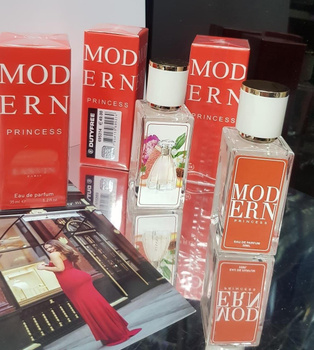 MOD
ERN
PRINCESS
LANVIN
Eau de parfum
MOD
ERN
PRINCESS
DUTYFREE
MOD
ERN
PRINCESS
MOD
ERN
PRINCESS
EAU DE PARFUM